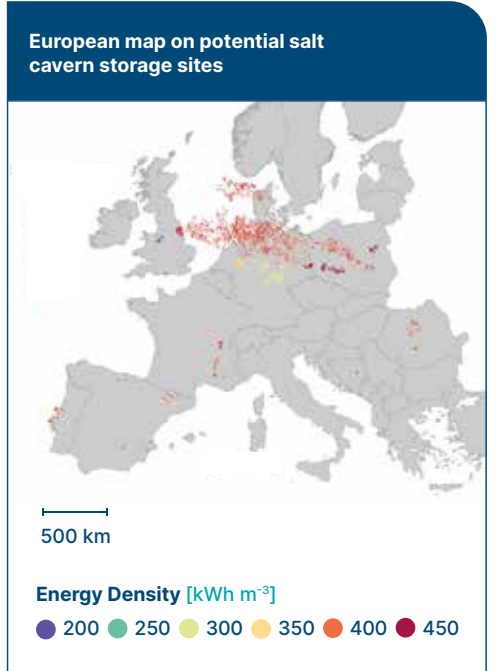 European map on potential salt
cavern storage sites
500 km
Energy Density [kWh m⁻³]
200 250 300 350 400 450